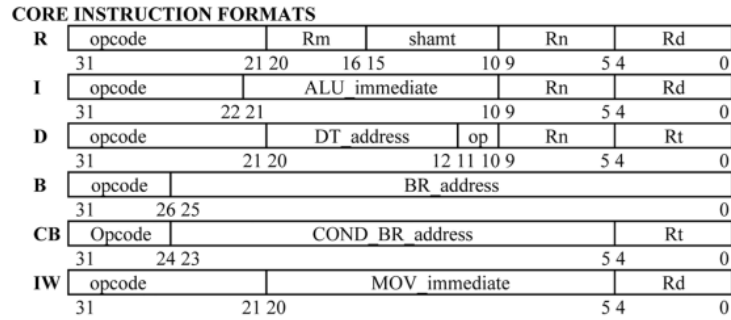 CORE INSTRUCTION FORMATS
R opcode Rm shamt Rn Rd
31 21 20 16 15 10 9 5 4 0
I opcode ALU_immediate Rn Rd
31 22 21 10 9 5 4 0
D opcode DT_address op Rn Rt
31 21 20 12 11 10 9 5 4 0
B opcode BR_address
31 26 25 0
CB Opcode COND_BR_address Rt
31 24 23 5 4 0
IW opcode MOV_immediate Rd
31 21 20 5 4 0